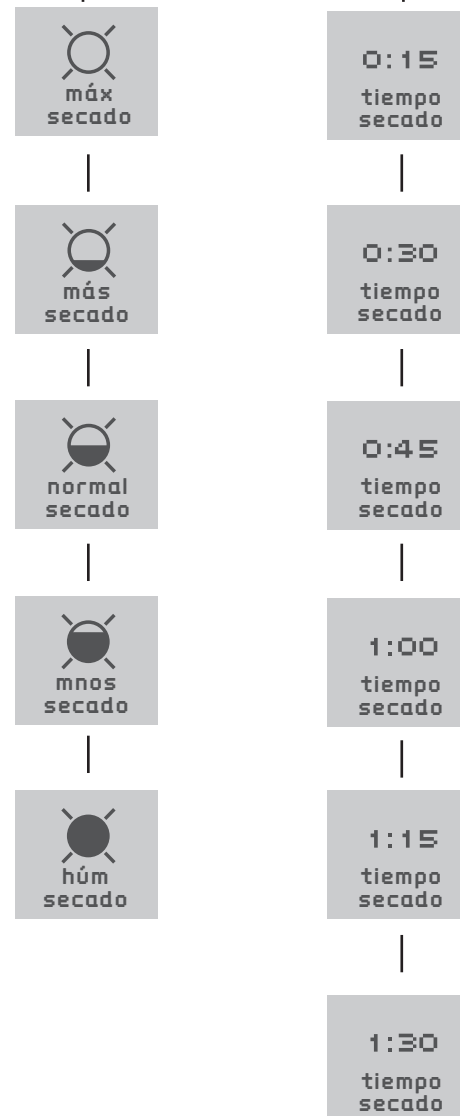 máx
secado
más
secado
normal
secado
mnos
secado
húm
secado
0:15
tiempo
secado
0:30
tiempo
secado
0:45
tiempo
secado
1:00
tiempo
secado
1:15
tiempo
secado
1:30
tiempo
secado